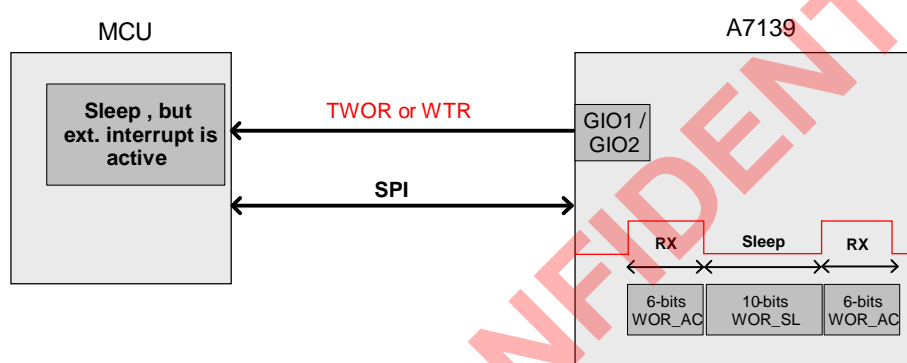 MCU
A7139
Sleep , but
ext. interrupt is
active
TWOR or WTR
GIO1 /
GIO2
SPI
RX
Sleep
RX
6-bits
WOR_AC
10-bits
WOR_SL
6-bits
WOR_AC
NFIDENT